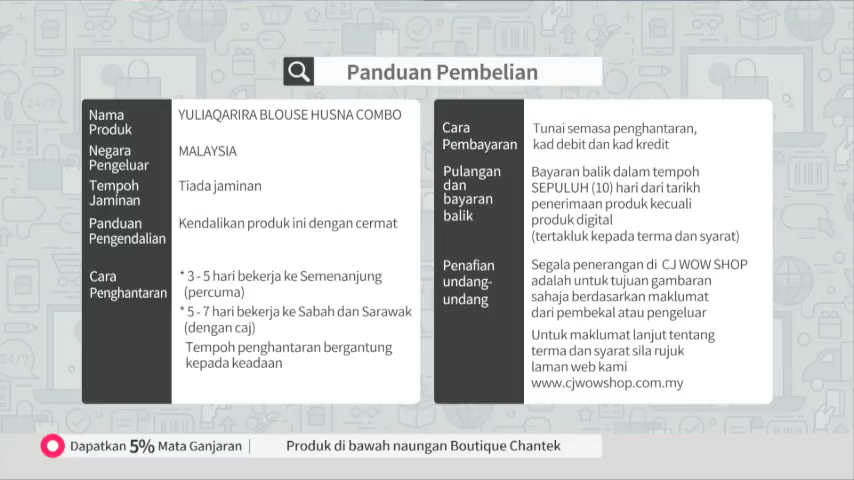 Panduan Pembelian
Nama
Produk
YULIAQARIRA BLOUSE HUSNA COMBO
Negara
Pengeluar
MALAYSIA
Tempoh
Jaminan
Tiada jaminan
Panduan
Pengendalian
Kendalikan produk ini dengan cermat
Cara
Penghantaran
* 3 - 5 hari bekerja ke Semenanjung
(percuma)
* 5 - 7 hari bekerja ke Sabah dan Sarawak
(dengan caj)
Tempoh penghantaran bergantung
kepada keadaan
Cara
Pembayaran
Tunai semasa penghantaran,
kad debit dan kad kredit
Pulangan
dan
bayaran
balik
Bayaran balik dalam tempoh
SEPULUH (10) hari dari tarikh
penerimaan produk kecuali
produk digital
(tertakluk kepada terma dan syarat)
Penafian
undang-
undang
Segala penerangan di CJ WOW SHOP
adalah untuk tujuan gambaran
sahaja berdasarkan maklumat
dari pembekal atau pengeluar
Untuk maklumat lanjut tentang
terma dan syarat sila rujuk
laman web kami
www.cjwowshop.com.my
Dapatkan 5% Mata Ganjaran | Produk di bawah naungan Boutique Chantek